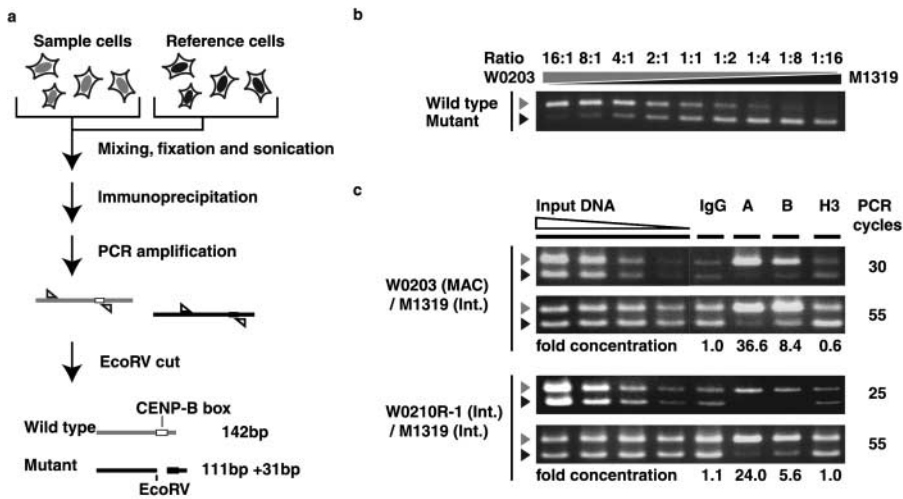 a
Sample cells Reference cells
Mixing, fixation and sonication
Immunoprecipitation
PCR amplification
EcoRV cut
CENP-B box
Wild type 142bp
Mutant 111bp +31bp
EcoRV
b
Ratio 16:1 8:1 4:1 2:1 1:1 1:2 1:4 1:8 1:16
W0203 M1319
Wild type
Mutant
c
Input DNA IgG A B H3 PCR
cycles
W0203 (MAC)
/ M1319 (Int.)
30
55
fold concentration 1.0 36.6 8.4 0.6
W0210R-1 (Int.)
/ M1319 (Int.)
25
55
fold concentration 1.1 24.0 5.6 1.0